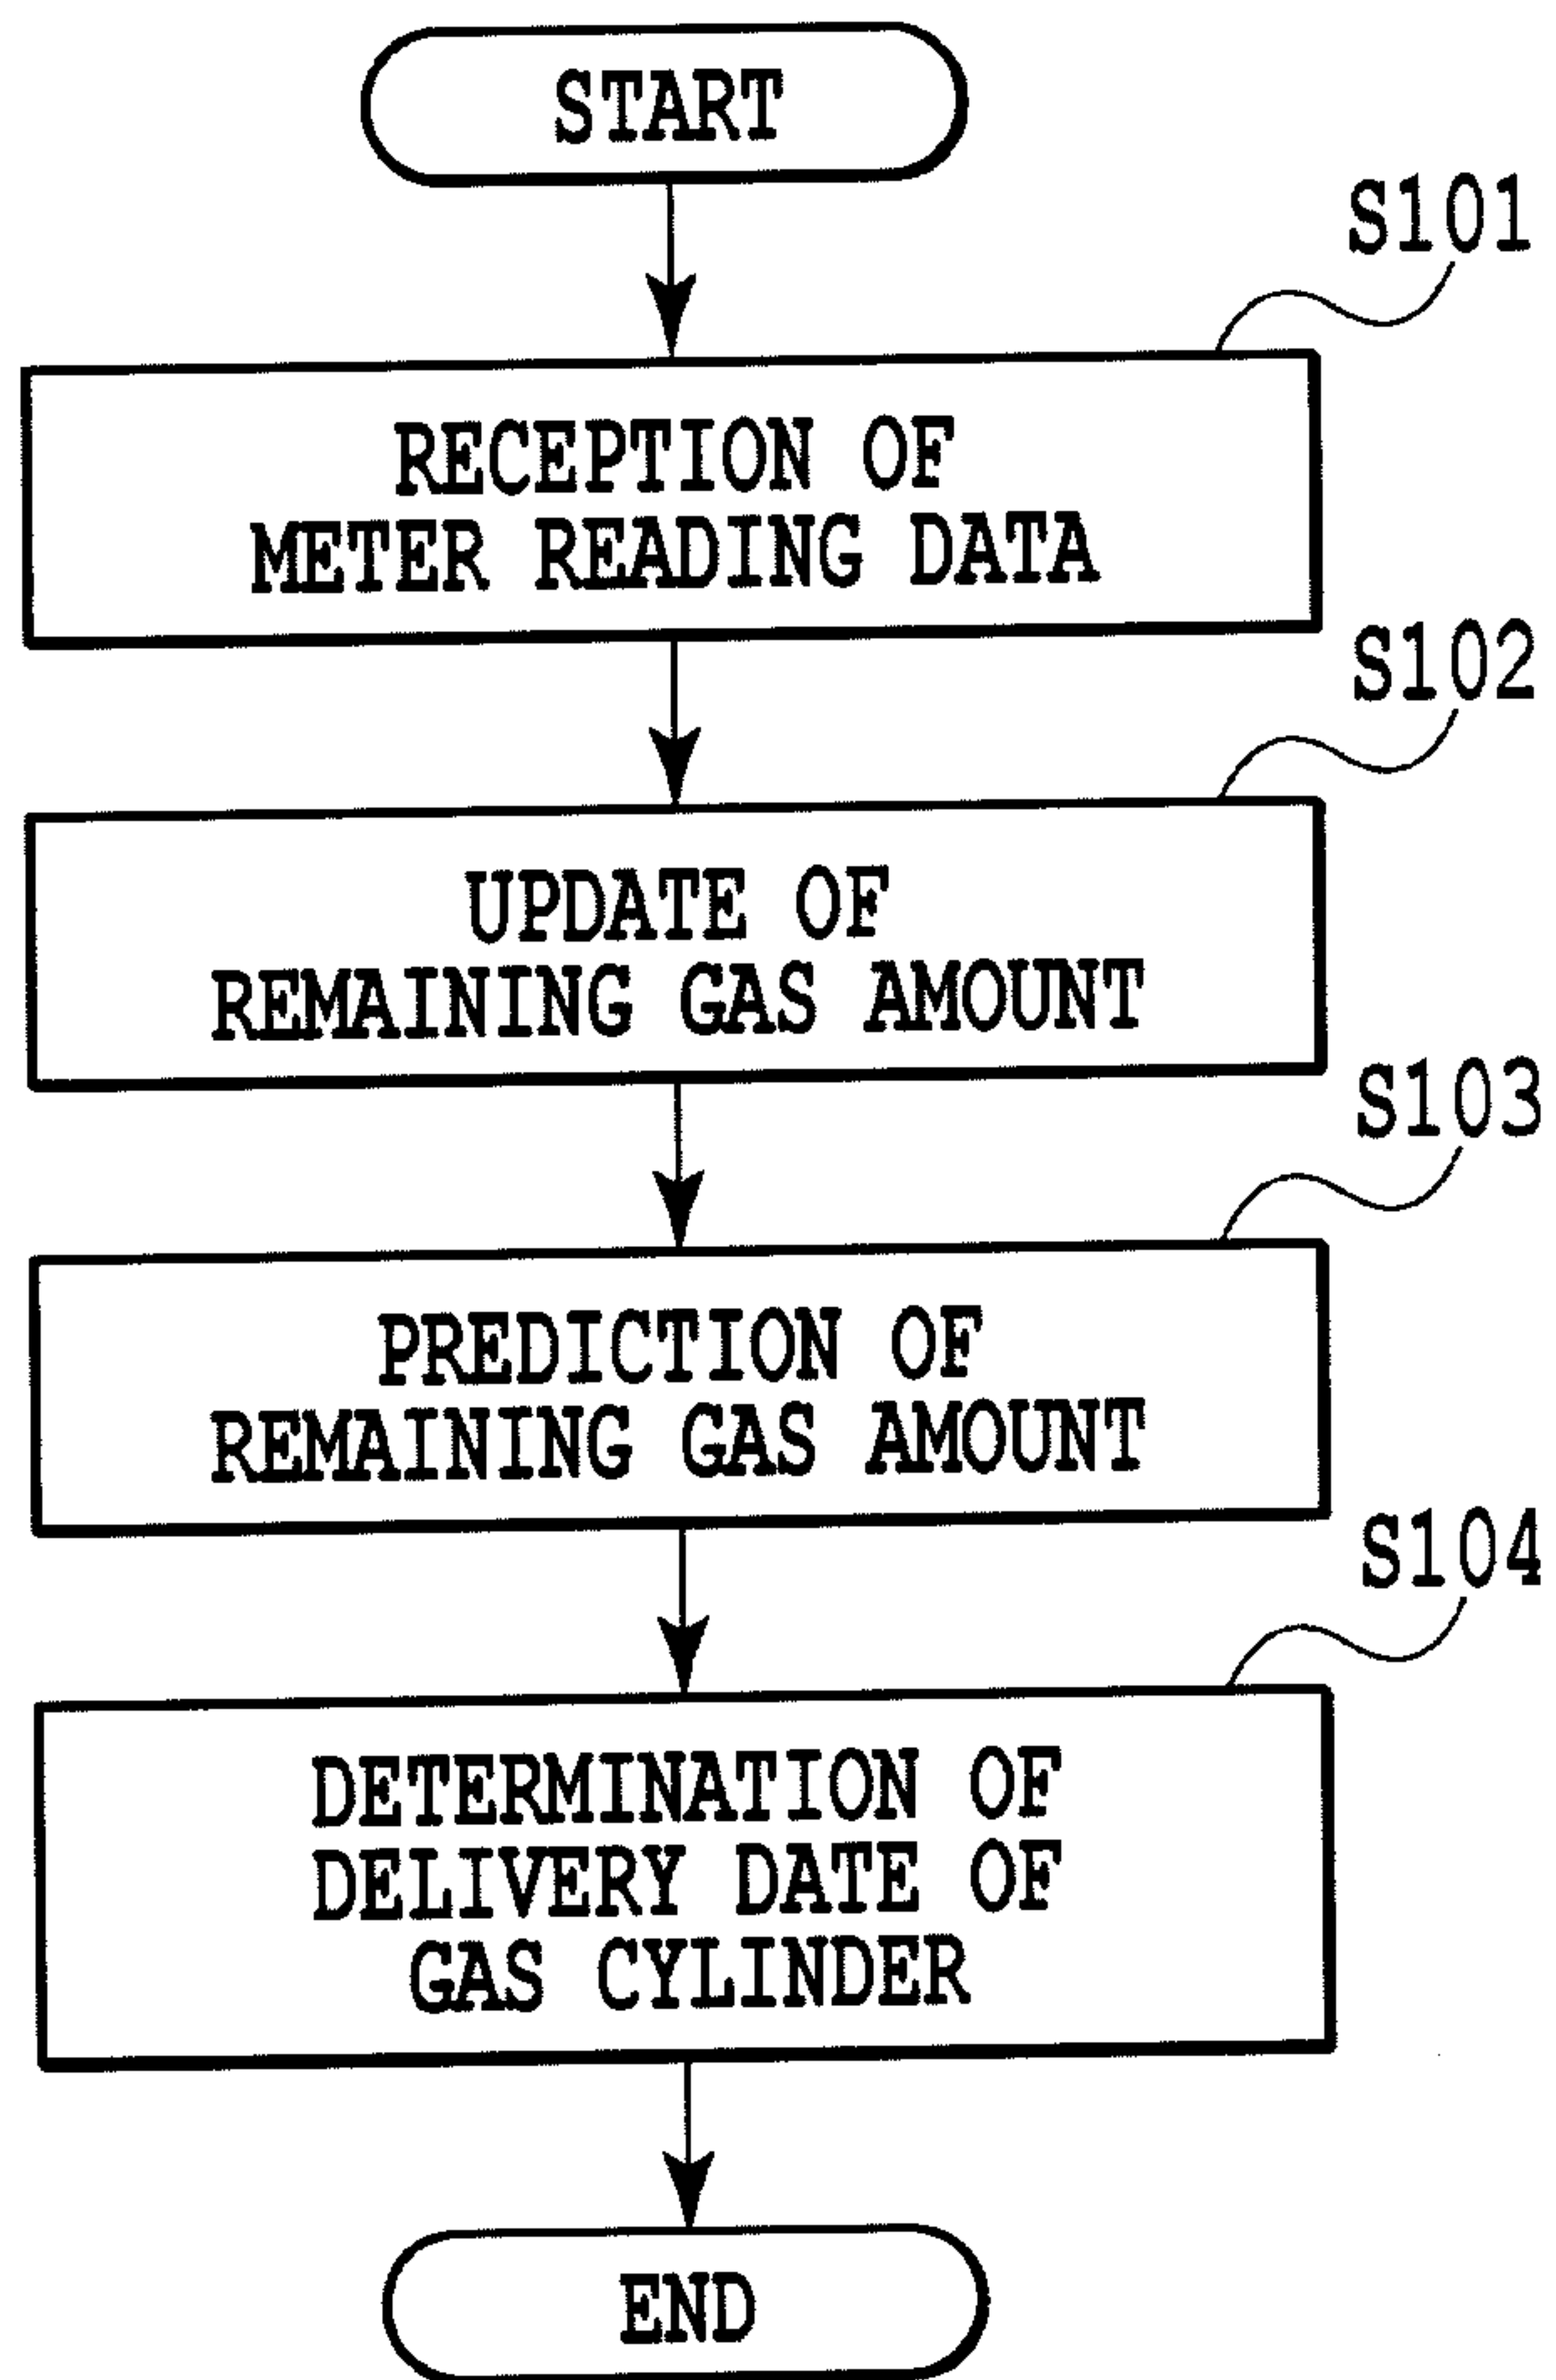 START
S101
RECEPTION OF
METER READING DATA
S102
UPDATE OF
REMAINING GAS AMOUNT
S103
PREDICTION OF
REMAINING GAS AMOUNT
S104
DETERMINATION OF
DELIVERY DATE OF
GAS CYLINDER
END